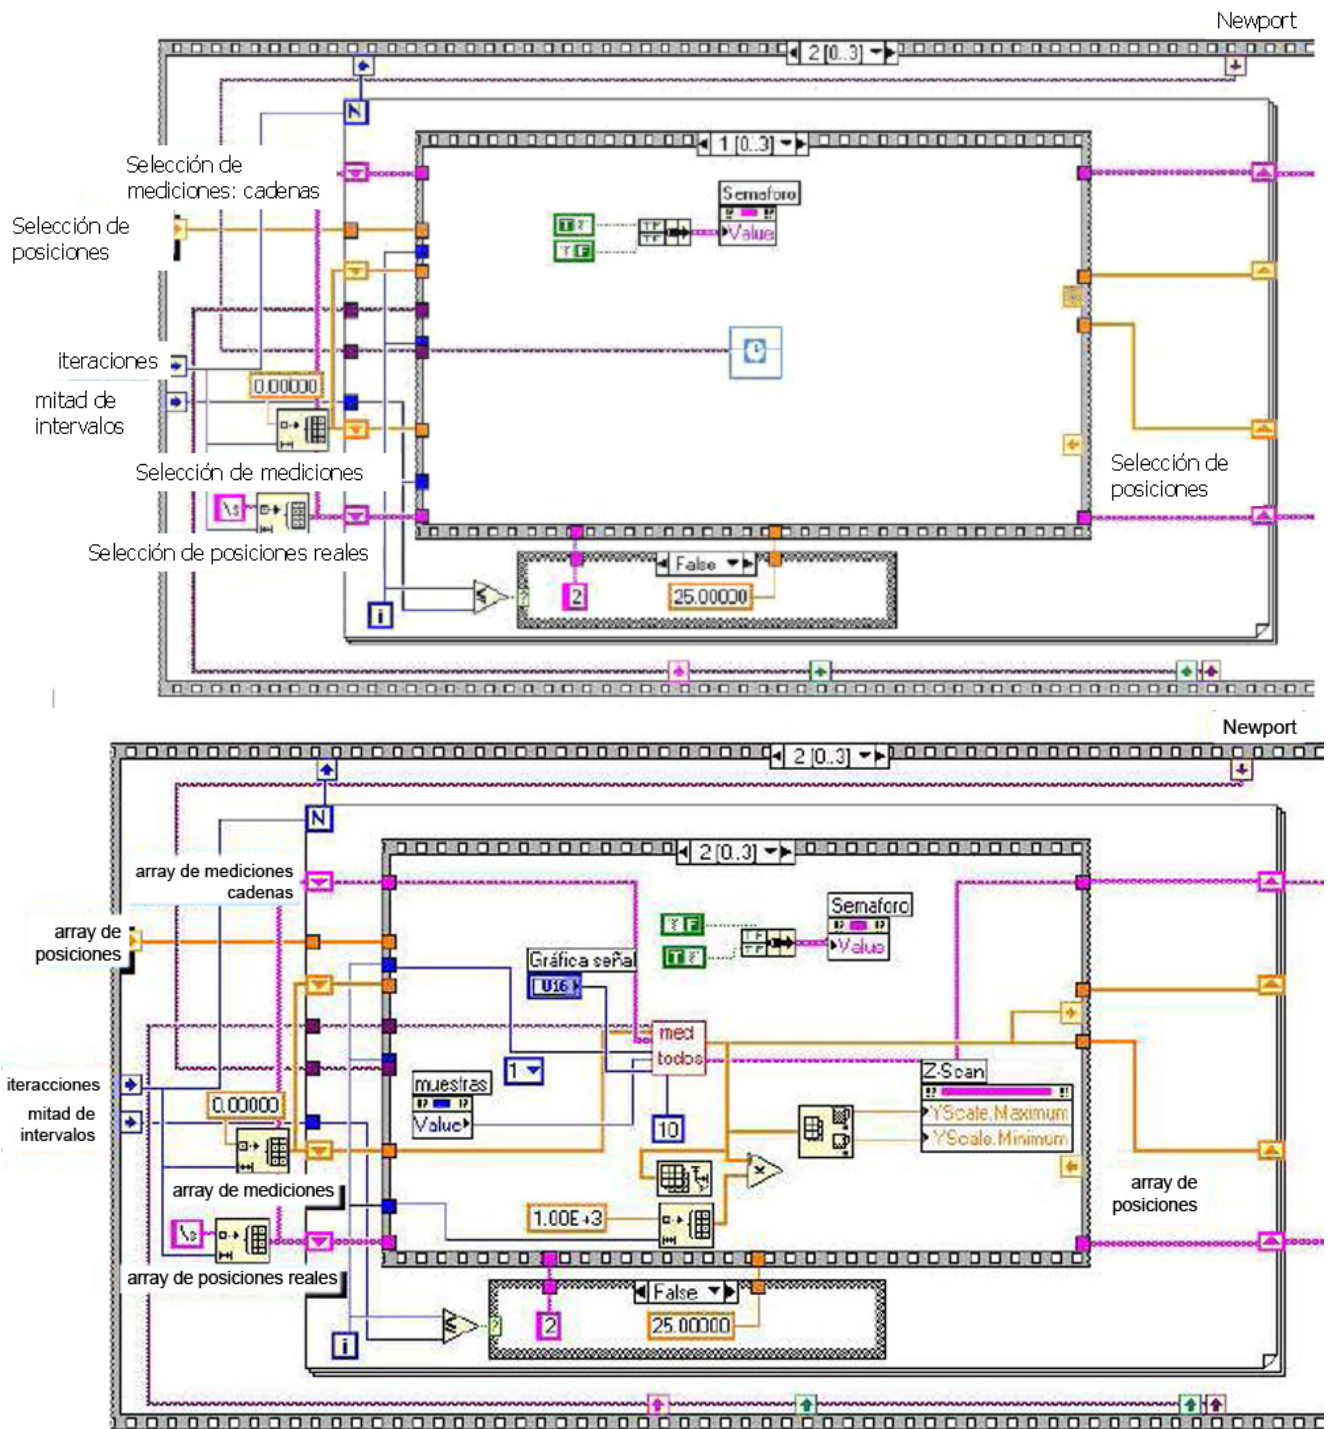 Newport
2 [0..3]
N
1 [0..3]
Selección de
mediciones: cadenas
Semaforo
Value
T F
T F
T F
T F
Selección de
posiciones
iteraciones
0.00000
mitad de
intervalos
Selección de mediciones
\s
Selección de
posiciones
Selección de posiciones reales
False
2
25.00000
i
?
Newport
2 [0..3]
N
2 [0..3]
array de mediciones
cadenas
Semaforo
Value
T F
T F
T F
T F
array de
posiciones
Gráfica señal
U16
med
todos
iteracciones
muestras
Value
1
Z-Scan
YScale.Maximum
YScale.Minimum
0.00000
mitad de
intervalos
10
array de mediciones
1.00E+3
array de
posiciones
\s
array de posiciones reales
False
2
25.00000
i
?